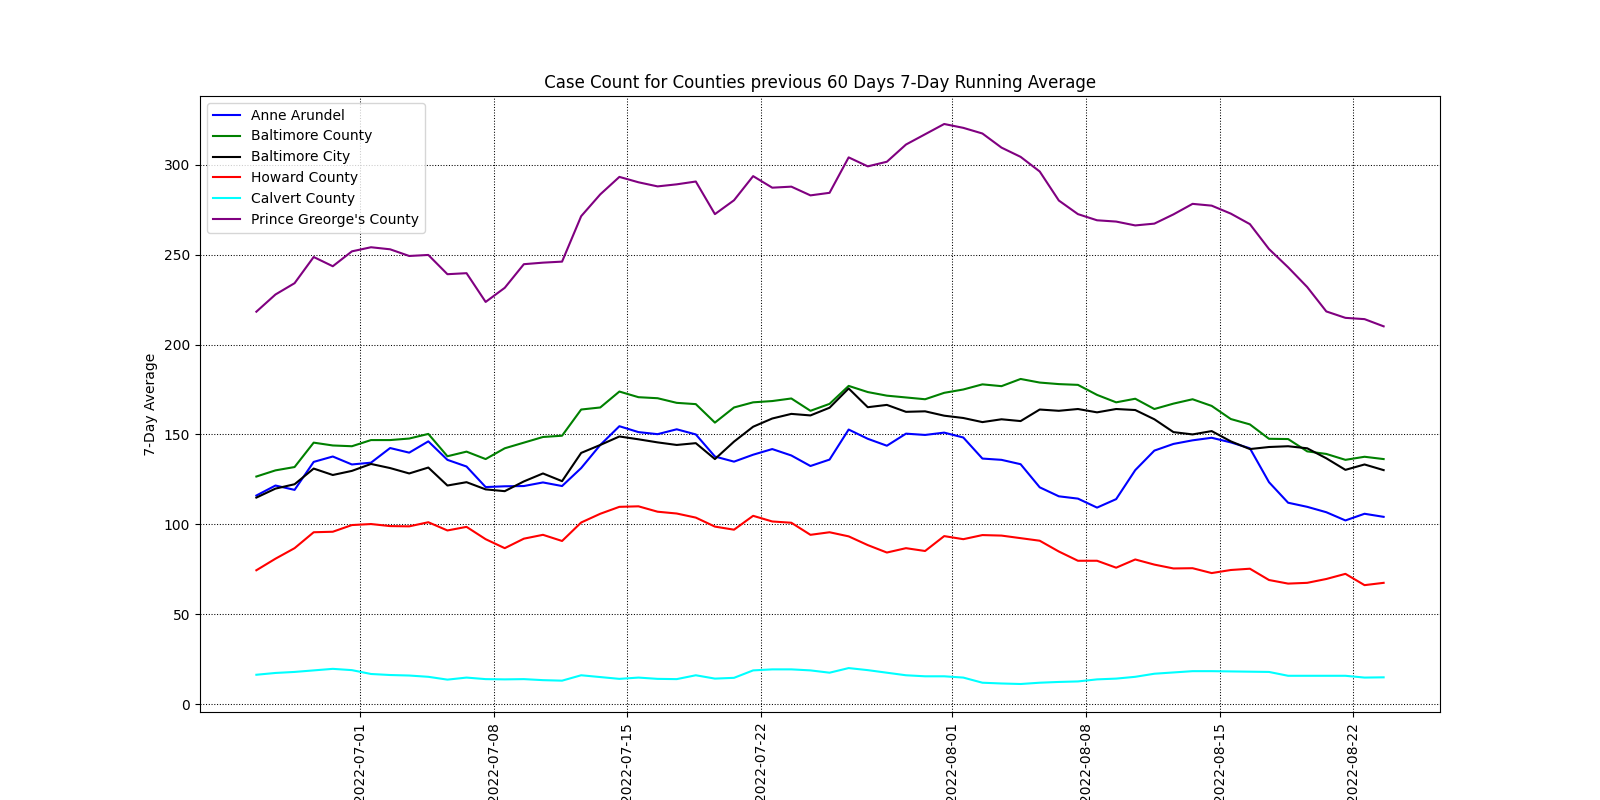 Case Count for Counties previous 60 Days 7-Day Running Average
Anne Arundel
Baltimore County
Baltimore City
Howard County
Calvert County
Prince Greorge's County
7-Day Average
300
250
200
150
100
50
0
2022-07-01
2022-07-08
2022-07-15
2022-07-22
2022-08-01
2022-08-08
2022-08-15
2022-08-22